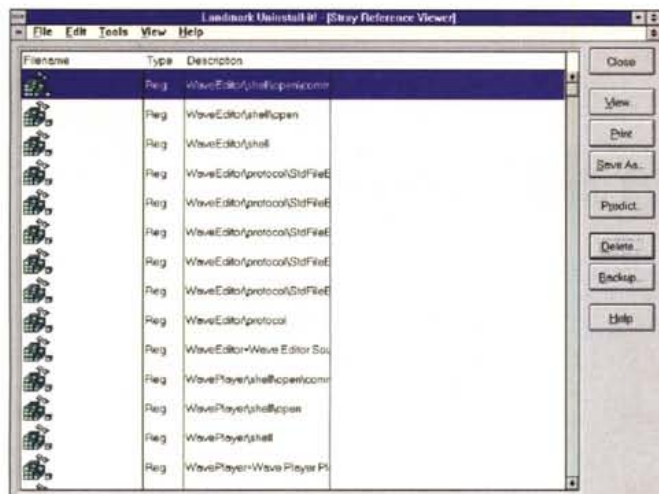 Landmark Uninstall-it! - [Stray Reference Viewer]
File Edit Tools View Help
Filename Type Description
Reg WaveEditor\shell\open\comm
Reg WaveEditor\shell\open
Reg WaveEditor\shell
Reg WaveEditor\protocol\StdFileE
Reg WaveEditor\protocol\StdFileE
Reg WaveEditor\protocol\StdFileE
Reg WaveEditor\protocol\StdFileE
Reg WaveEditor\protocol\StdFileE
Reg WaveEditor\protocol
Reg WaveEditor=Wave Editor Sou
Reg WavePlayer\shell\open\comm
Reg WavePlayer\shell\open
Reg WavePlayer\shell
Reg WavePlayer=Wave Player Pl
Close
View...
Print
Save As...
Predict...
Delete...
Backup...
Help